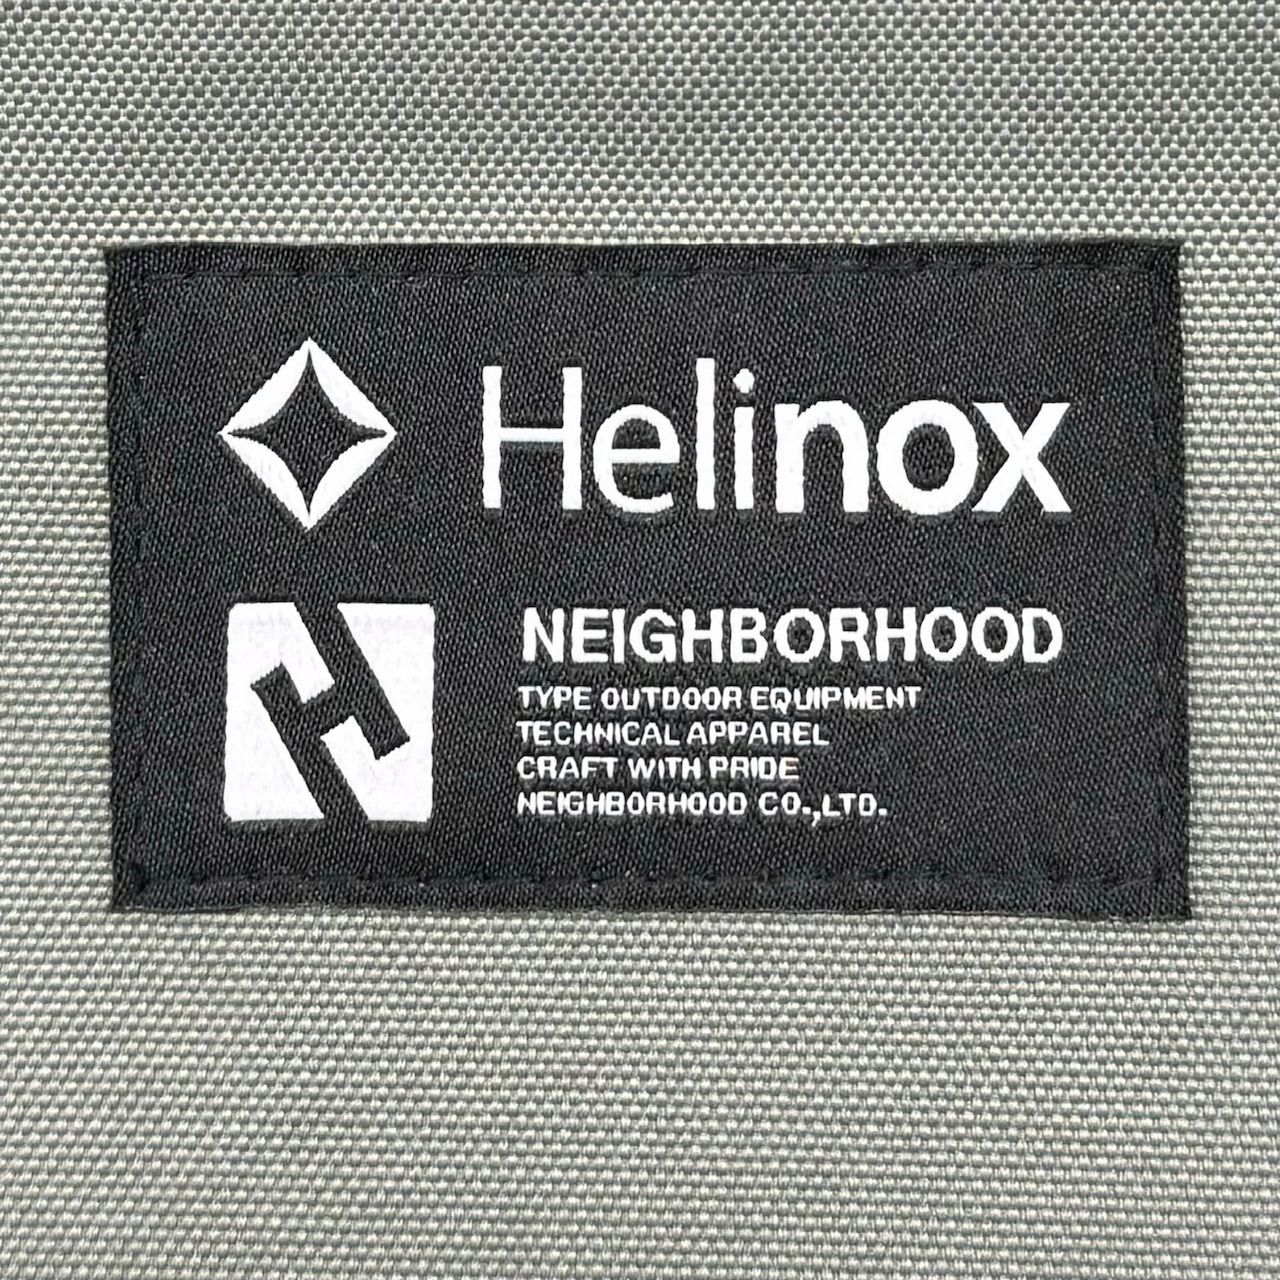 Helinox
NEIGHBORHOOD
TYPE OUTDOOR EQUIPMENT
TECHNICAL APPAREL
CRAFT WITH PRIDE
NEIGHBORHOOD CO.,LTD.